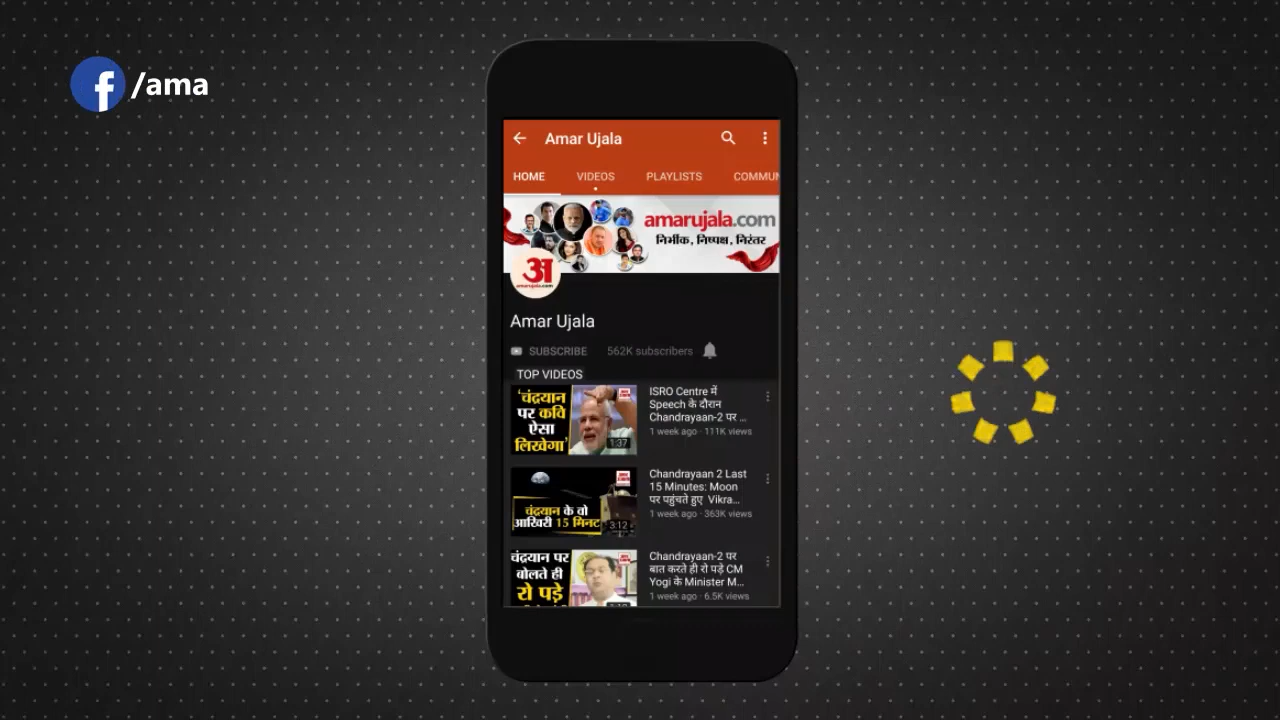 /ama
Amar Ujala
HOME VIDEOS PLAYLISTS COMMUN
amarujala.com
निर्भीक, निष्पक्ष, निरंतर
अ
amarujala.com
Amar Ujala
SUBSCRIBE 562K subscribers
TOP VIDEOS
'चंद्रयान
पर कवि
ऐसा
लिखेगा'
1:37
ISRO Centre में
Speech के दौरान
Chandrayaan-2 पर ...
1 week ago · 111K views
चंद्रयान के वो
आखिरी 15 मिनट
3:12
Chandrayaan 2 Last
15 Minutes: Moon
पर पहुंचते हुए Vikra...
1 week ago · 363K views
चंद्रयान पर
बोलते ही
रो पड़े
Chandrayaan-2 पर
बात करते ही रो पड़े CM
Yogi के Minister M...
1 week ago · 6.5K views